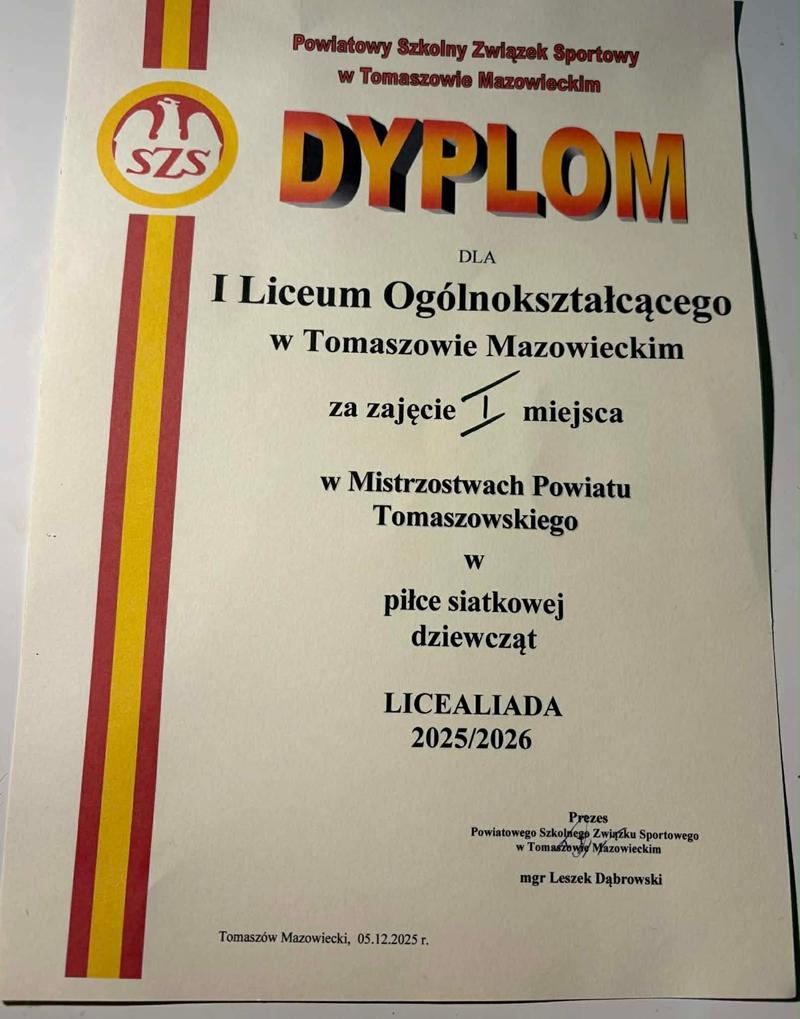 Powiatowy Szkolny Związek Sportowy
w Tomaszowie Mazowieckim
SZS
DYPLOM
DLA
I Liceum Ogólnokształcącego
w Tomaszowie Mazowieckim
za zajęcie I miejsca
w Mistrzostwach Powiatu
Tomaszowskiego
w
piłce siatkowej
dziewcząt
LICEALIADA
2025/2026
Prezes
Powiatowego Szkolnego Związku Sportowego
w Tomaszowie Mazowieckim
mgr Leszek Dąbrowski
Tomaszów Mazowiecki, 05.12.2025 r.